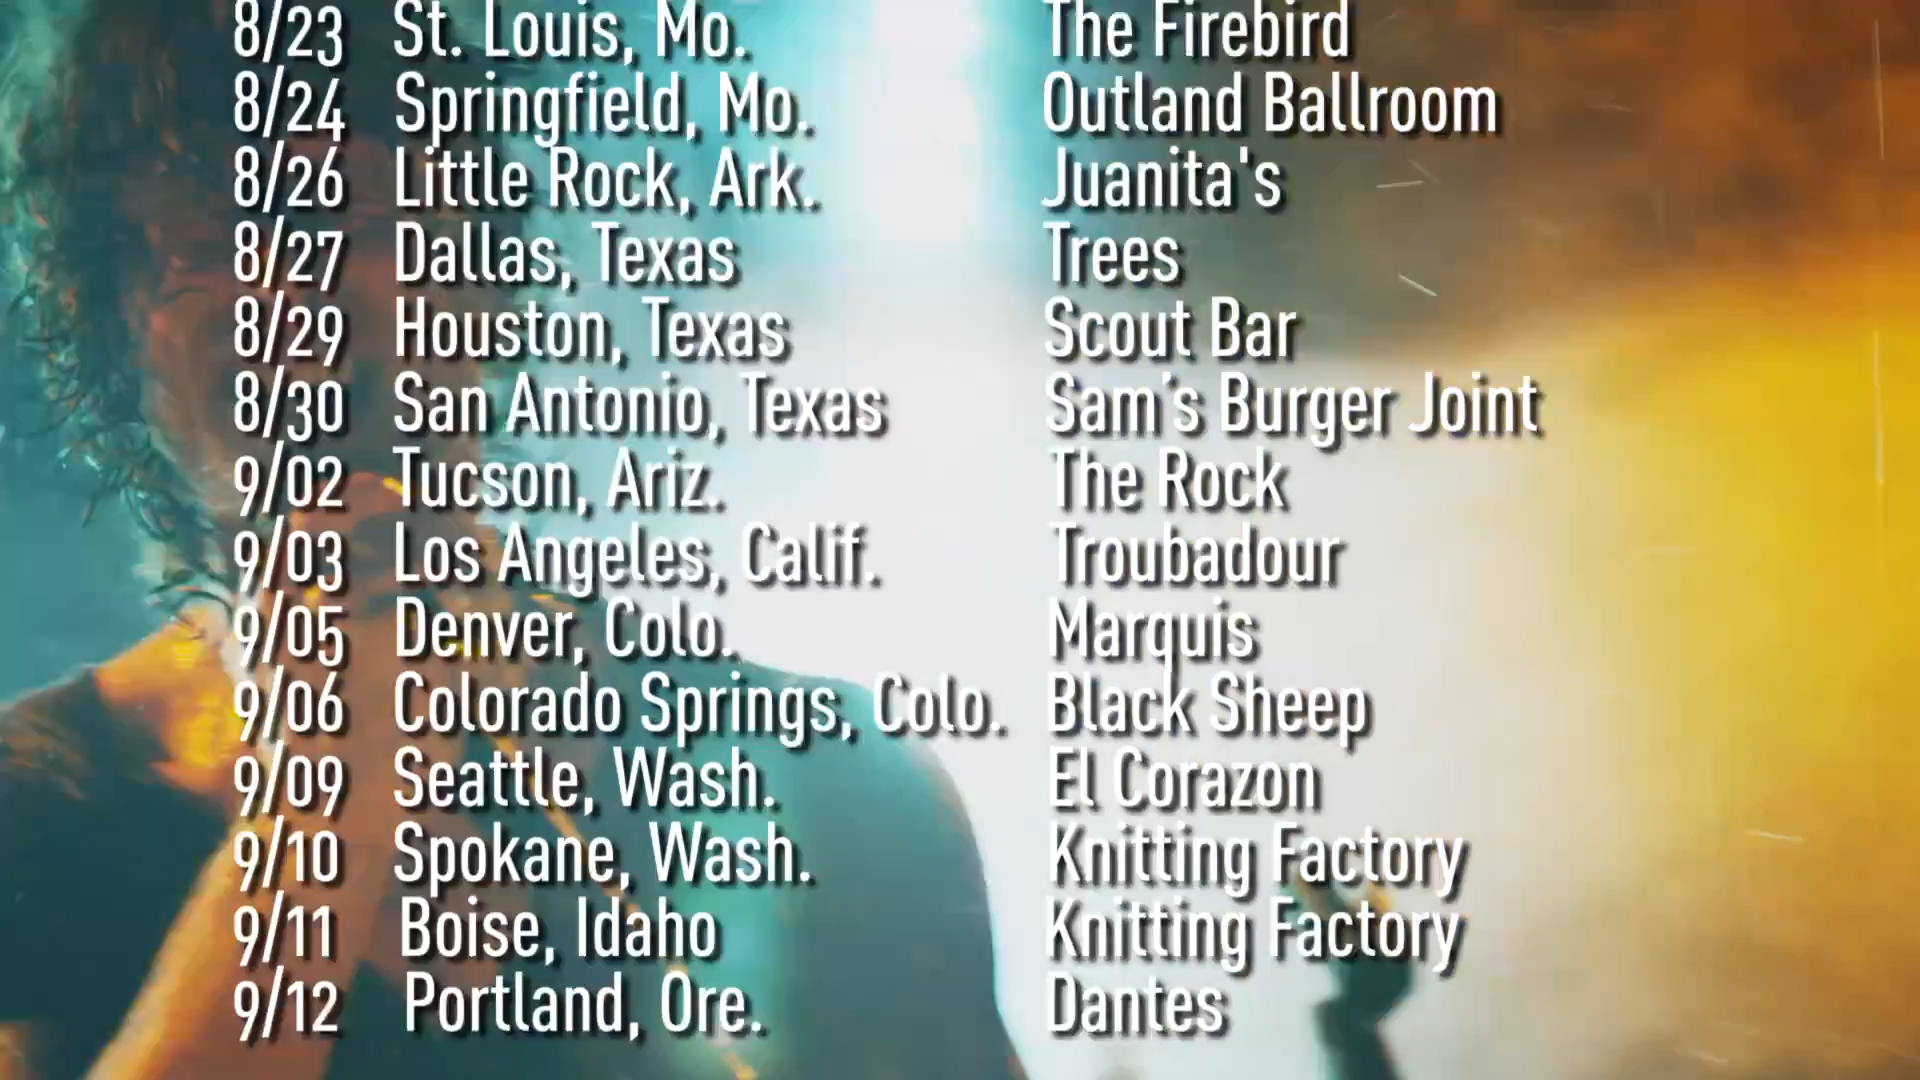 8/23 St. Louis, Mo. The Firebird
8/24 Springfield, Mo. Outland Ballroom
8/26 Little Rock, Ark. Juanita's
8/27 Dallas, Texas Trees
8/29 Houston, Texas Scout Bar
8/30 San Antonio, Texas Sam's Burger Joint
9/02 Tucson, Ariz. The Rock
9/03 Los Angeles, Calif. Troubadour
9/05 Denver, Colo. Marquis
9/06 Colorado Springs, Colo. Black Sheep
9/09 Seattle, Wash. El Corazon
9/10 Spokane, Wash. Knitting Factory
9/11 Boise, Idaho Knitting Factory
9/12 Portland, Ore. Dantes